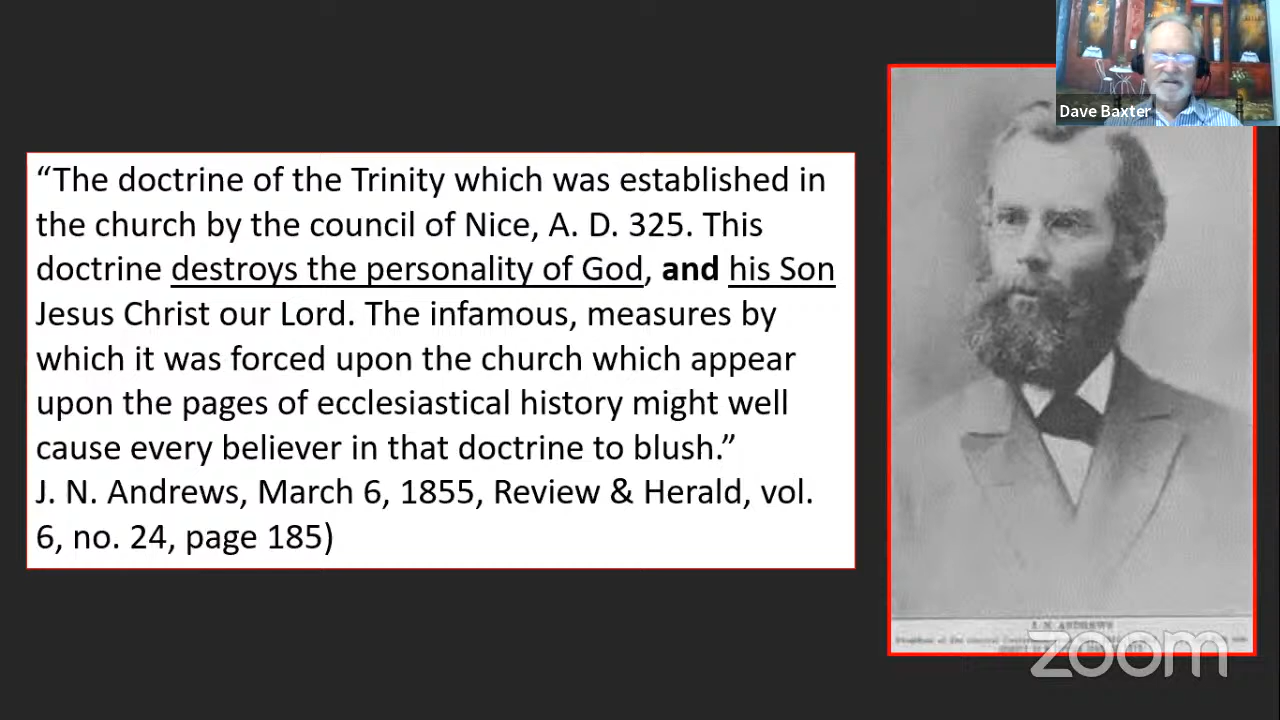 Dave Baxter
“The doctrine of the Trinity which was established in
the church by the council of Nice, A. D. 325. This
doctrine destroys the personality of God, and his Son
Jesus Christ our Lord. The infamous, measures by
which it was forced upon the church which appear
upon the pages of ecclesiastical history might well
cause every believer in that doctrine to blush.”
J. N. Andrews, March 6, 1855, Review & Herald, vol.
6, no. 24, page 185)
J. N. ANDREWS
zoom